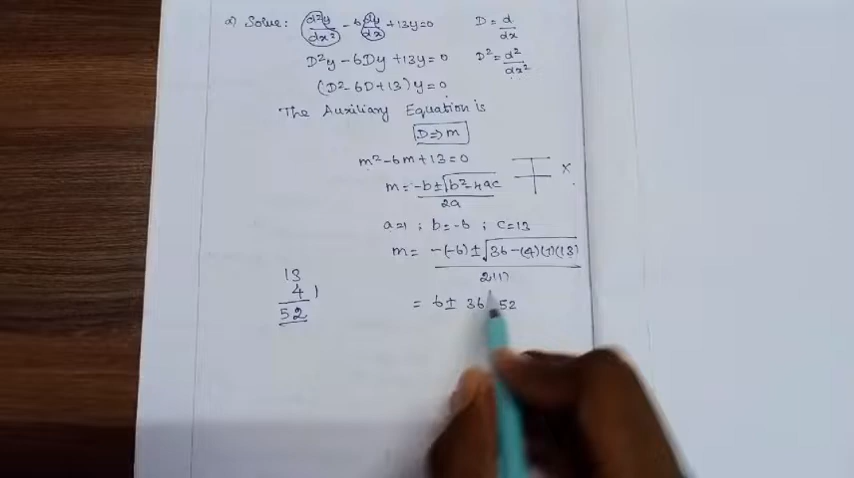 2) Solve: d²y/dx² - 6 dy/dx + 13y = 0   D = d/dx
D²y - 6Dy + 13y = 0   D² = d²/dx²
(D² - 6D + 13) y = 0
The Auxiliary Equation is
D ⇒ m
m² - 6m + 13 = 0
m = -b ± √b² - 4ac / 2a   X
a = 1 ; b = -6 ; c = 13
m = -(-6) ± √36 - (4)(1)(13) / 2(1)
13
4
52
= 6 ± 36 52